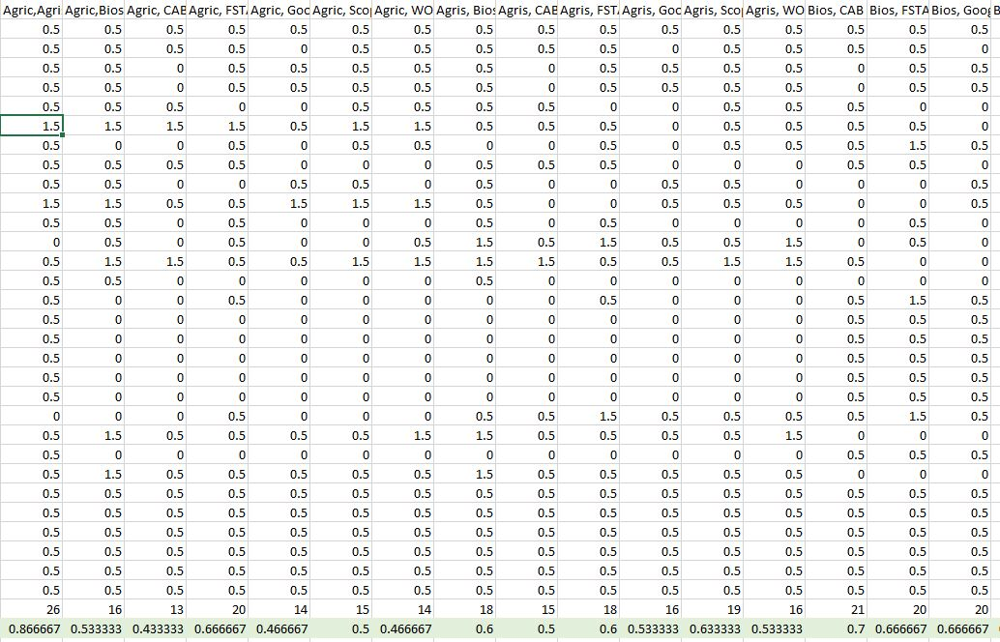 Agric,Agri Agric,Bios Agric, CAB Agric, FSTA Agric, Goo Agric, Scop Agric, WO Agris, Bios Agris, CAB Agris, FSTA Agris, Goo Agris, Scop Agris, WO Bios, CAB Bios, FSTA Bios, Goog B
0.5 0.5 0.5 0.5 0.5 0.5 0.5 0.5 0.5 0.5 0.5 0.5 0.5 0.5 0.5 0.5
0.5 0.5 0.5 0.5 0 0.5 0.5 0.5 0.5 0.5 0 0.5 0.5 0.5 0.5 0
0.5 0.5 0 0.5 0.5 0.5 0.5 0.5 0 0.5 0.5 0.5 0.5 0 0.5 0.5
0.5 0.5 0 0.5 0.5 0.5 0.5 0.5 0 0.5 0.5 0.5 0.5 0 0.5 0.5
0.5 0.5 0.5 0 0 0.5 0.5 0.5 0.5 0 0 0.5 0.5 0.5 0 0
1.5 1.5 1.5 1.5 0.5 1.5 1.5 0.5 0.5 0.5 0 0.5 0.5 0.5 0.5 0
0.5 0 0 0.5 0 0.5 0.5 0 0 0.5 0 0.5 0.5 0.5 1.5 0.5
0.5 0.5 0.5 0.5 0 0 0 0.5 0.5 0.5 0 0 0 0.5 0.5 0
0.5 0.5 0 0 0.5 0.5 0 0.5 0 0 0.5 0.5 0 0 0 0.5
1.5 1.5 0.5 0.5 1.5 1.5 1.5 0.5 0 0 0.5 0.5 0.5 0 0 0.5
0.5 0.5 0 0.5 0 0 0 0.5 0 0.5 0 0 0 0 0.5 0
0 0.5 0 0.5 0 0 0.5 1.5 0.5 1.5 0.5 0.5 1.5 0 0.5 0
0.5 1.5 1.5 0.5 0.5 1.5 1.5 1.5 1.5 0.5 0.5 1.5 1.5 0.5 0 0
0.5 0.5 0 0 0 0 0 0.5 0 0 0 0 0 0 0 0
0.5 0 0 0.5 0 0 0 0 0 0.5 0 0 0 0.5 1.5 0.5
0.5 0 0 0 0 0 0 0 0 0 0 0 0 0.5 0.5 0.5
0.5 0 0 0 0 0 0 0 0 0 0 0 0 0.5 0.5 0.5
0.5 0 0 0 0 0 0 0 0 0 0 0 0 0.5 0.5 0.5
0.5 0 0 0 0 0 0 0 0 0 0 0 0 0.5 0.5 0.5
0.5 0 0 0 0 0 0 0 0 0 0 0 0 0.5 0.5 0.5
0 0 0 0.5 0 0 0 0.5 0.5 1.5 0.5 0.5 0.5 0.5 1.5 0.5
0.5 1.5 0.5 0.5 0.5 0.5 1.5 1.5 0.5 0.5 0.5 0.5 1.5 0 0 0
0.5 0 0 0 0 0 0 0 0 0 0 0 0 0.5 0.5 0.5
0.5 1.5 0.5 0.5 0.5 0.5 0.5 1.5 0.5 0.5 0.5 0.5 0.5 0 0 0
0.5 0.5 0.5 0.5 0.5 0.5 0.5 0.5 0.5 0.5 0.5 0.5 0.5 0.5 0.5 0.5
0.5 0.5 0.5 0.5 0.5 0.5 0.5 0.5 0.5 0.5 0.5 0.5 0.5 0.5 0.5 0.5
0.5 0.5 0.5 0.5 0.5 0.5 0.5 0.5 0.5 0.5 0.5 0.5 0.5 0.5 0.5 0.5
0.5 0.5 0.5 0.5 0.5 0.5 0.5 0.5 0.5 0.5 0.5 0.5 0.5 0.5 0.5 0.5
0.5 0.5 0.5 0.5 0.5 0.5 0.5 0.5 0.5 0.5 0.5 0.5 0.5 0.5 0.5 0.5
0.5 0.5 0.5 0.5 0.5 0.5 0.5 0.5 0.5 0.5 0.5 0.5 0.5 0.5 0.5 0.5
26 16 13 20 14 15 14 18 15 18 16 19 16 21 20 20
0.866667 0.533333 0.433333 0.666667 0.466667 0.5 0.466667 0.6 0.5 0.6 0.533333 0.633333 0.533333 0.7 0.666667 0.666667